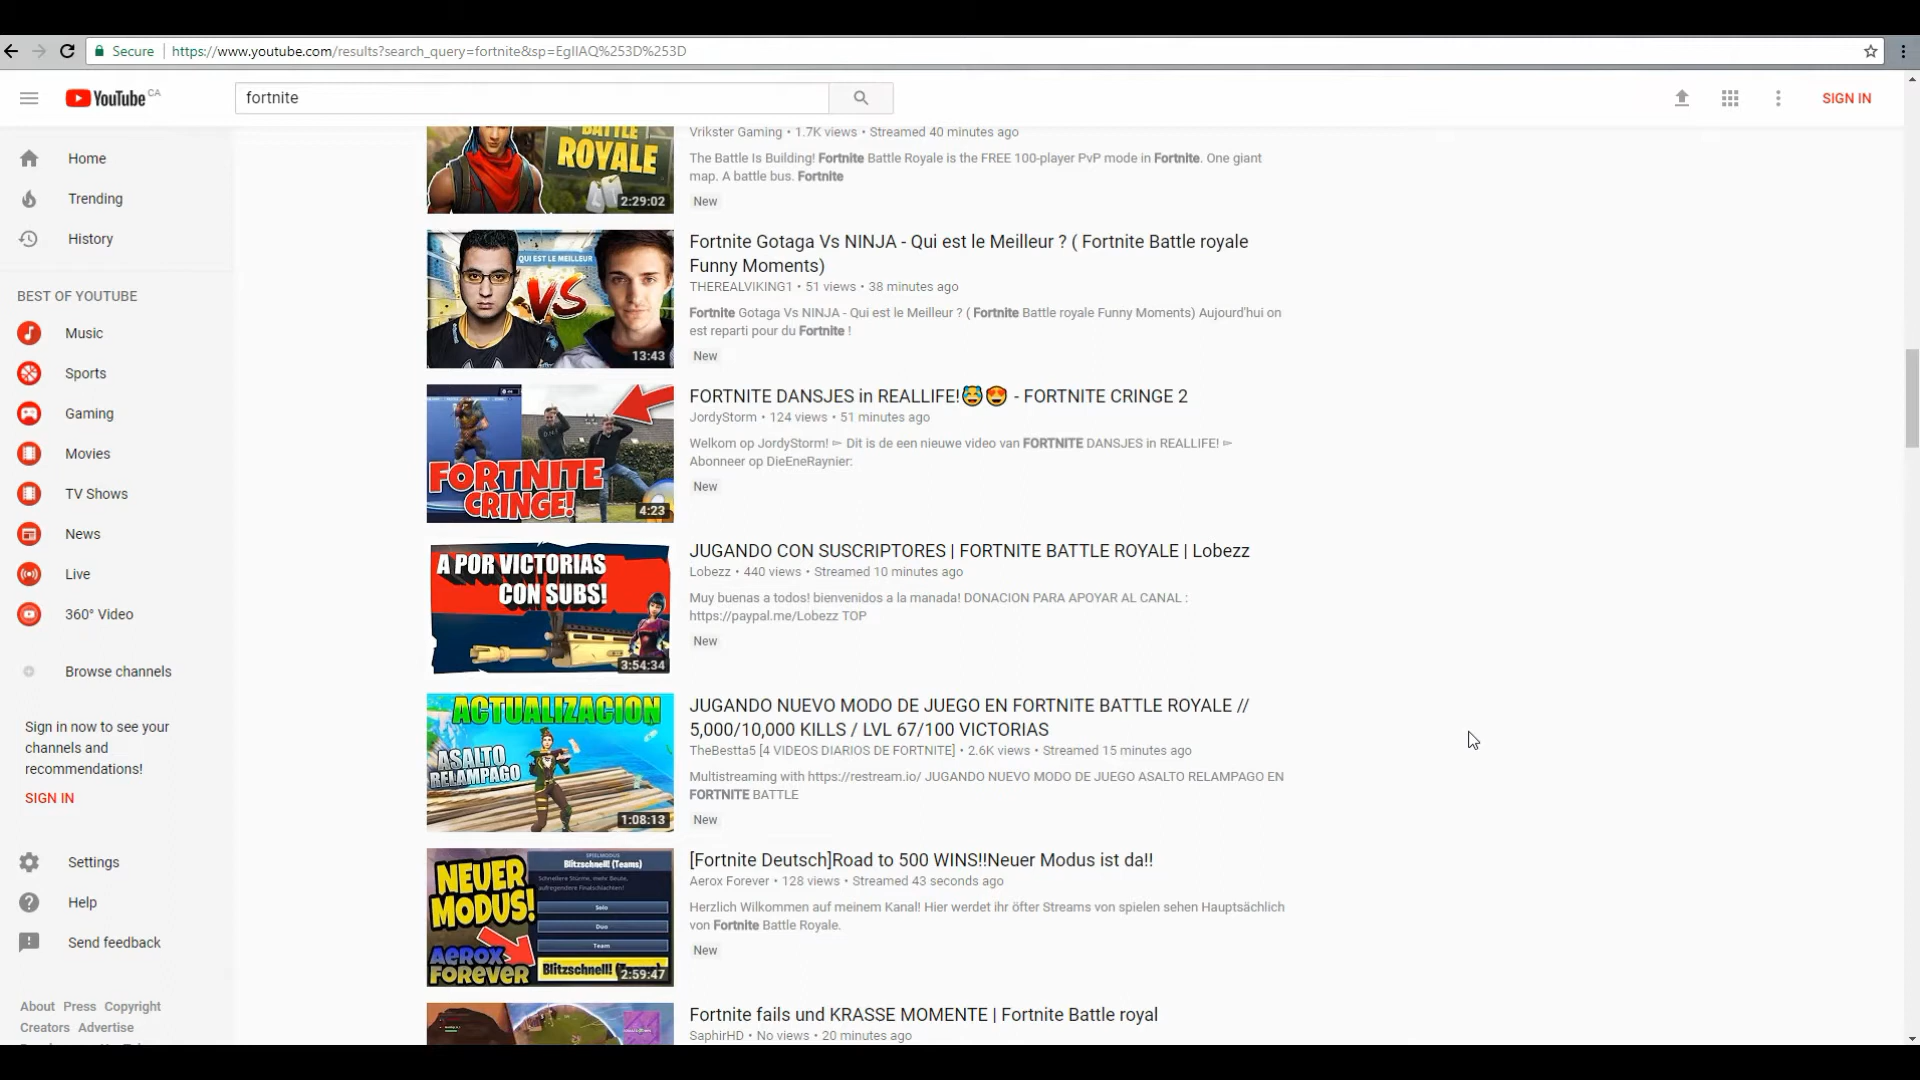 Secure
https://www.youtube.com/results?search_query=fortnite&sp=EgIIAQ%253D%253D
YouTube CA
fortnite
SIGN IN
Home
Trending
History
BEST OF YOUTUBE
Music
Sports
Gaming
Movies
TV Shows
News
Live
360° Video
Browse channels
Sign in now to see your
channels and
recommendations!
SIGN IN
Settings
Help
Send feedback
About Press Copyright
Creators Advertise
BATTLE
ROYALE
2:29:02
Vrikster Gaming • 1.7K views • Streamed 40 minutes ago
The Battle Is Building! Fortnite Battle Royale is the FREE 100-player PvP mode in Fortnite. One giant
map. A battle bus. Fortnite
New
QUI EST LE MEILLEUR
VS
13:43
Fortnite Gotaga Vs NINJA - Qui est le Meilleur ? ( Fortnite Battle royale
Funny Moments)
THEREALVIKING1 • 51 views • 38 minutes ago
Fortnite Gotaga Vs NINJA - Qui est le Meilleur ? ( Fortnite Battle royale Funny Moments) Aujourd'hui on
est reparti pour du Fortnite !
New
FORTNITE
CRINGE!
4:23
FORTNITE DANSJES in REALLIFE!😹😍 - FORTNITE CRINGE 2
JordyStorm • 124 views • 51 minutes ago
Welkom op JordyStorm! ➳ Dit is de een nieuwe video van FORTNITE DANSJES in REALLIFE! ➳
Abonneer op DieEneRaynier:
New
A POR VICTORIAS
CON SUBS!
3:54:34
JUGANDO CON SUSCRIPTORES | FORTNITE BATTLE ROYALE | Lobezz
Lobezz • 440 views • Streamed 10 minutes ago
Muy buenas a todos! bienvenidos a la manada! DONACION PARA APOYAR AL CANAL :
https://paypal.me/Lobezz TOP
New
ACTUALIZACION
ASALTO
RELAMPAGO
1:08:13
JUGANDO NUEVO MODO DE JUEGO EN FORTNITE BATTLE ROYALE //
5,000/10,000 KILLS / LVL 67/100 VICTORIAS
TheBestta5 [4 VIDEOS DIARIOS DE FORTNITE] • 2.6K views • Streamed 15 minutes ago
Multistreaming with https://restream.io/ JUGANDO NUEVO MODO DE JUEGO ASALTO RELAMPAGO EN
FORTNITE BATTLE
New
NEUER
MODUS!
AEROX
FOREVER
SPIELMODUS
Blitzschnell! (Teams)
Schnellere Stürme, mehr Beute,
aufregendere Finalschlachten!
Solo
Duo
Team
Blitzschnell!
2:59:47
[Fortnite Deutsch]Road to 500 WINS!!Neuer Modus ist da!!
Aerox Forever • 128 views • Streamed 43 seconds ago
Herzlich Wilkommen auf meinem Kanal! Hier werdet ihr öfter Streams von spielen sehen Hauptsächlich
von Fortnite Battle Royale.
New
Fortnite fails und KRASSE MOMENTE | Fortnite Battle royal
SaphirHD • No views • 20 minutes ago